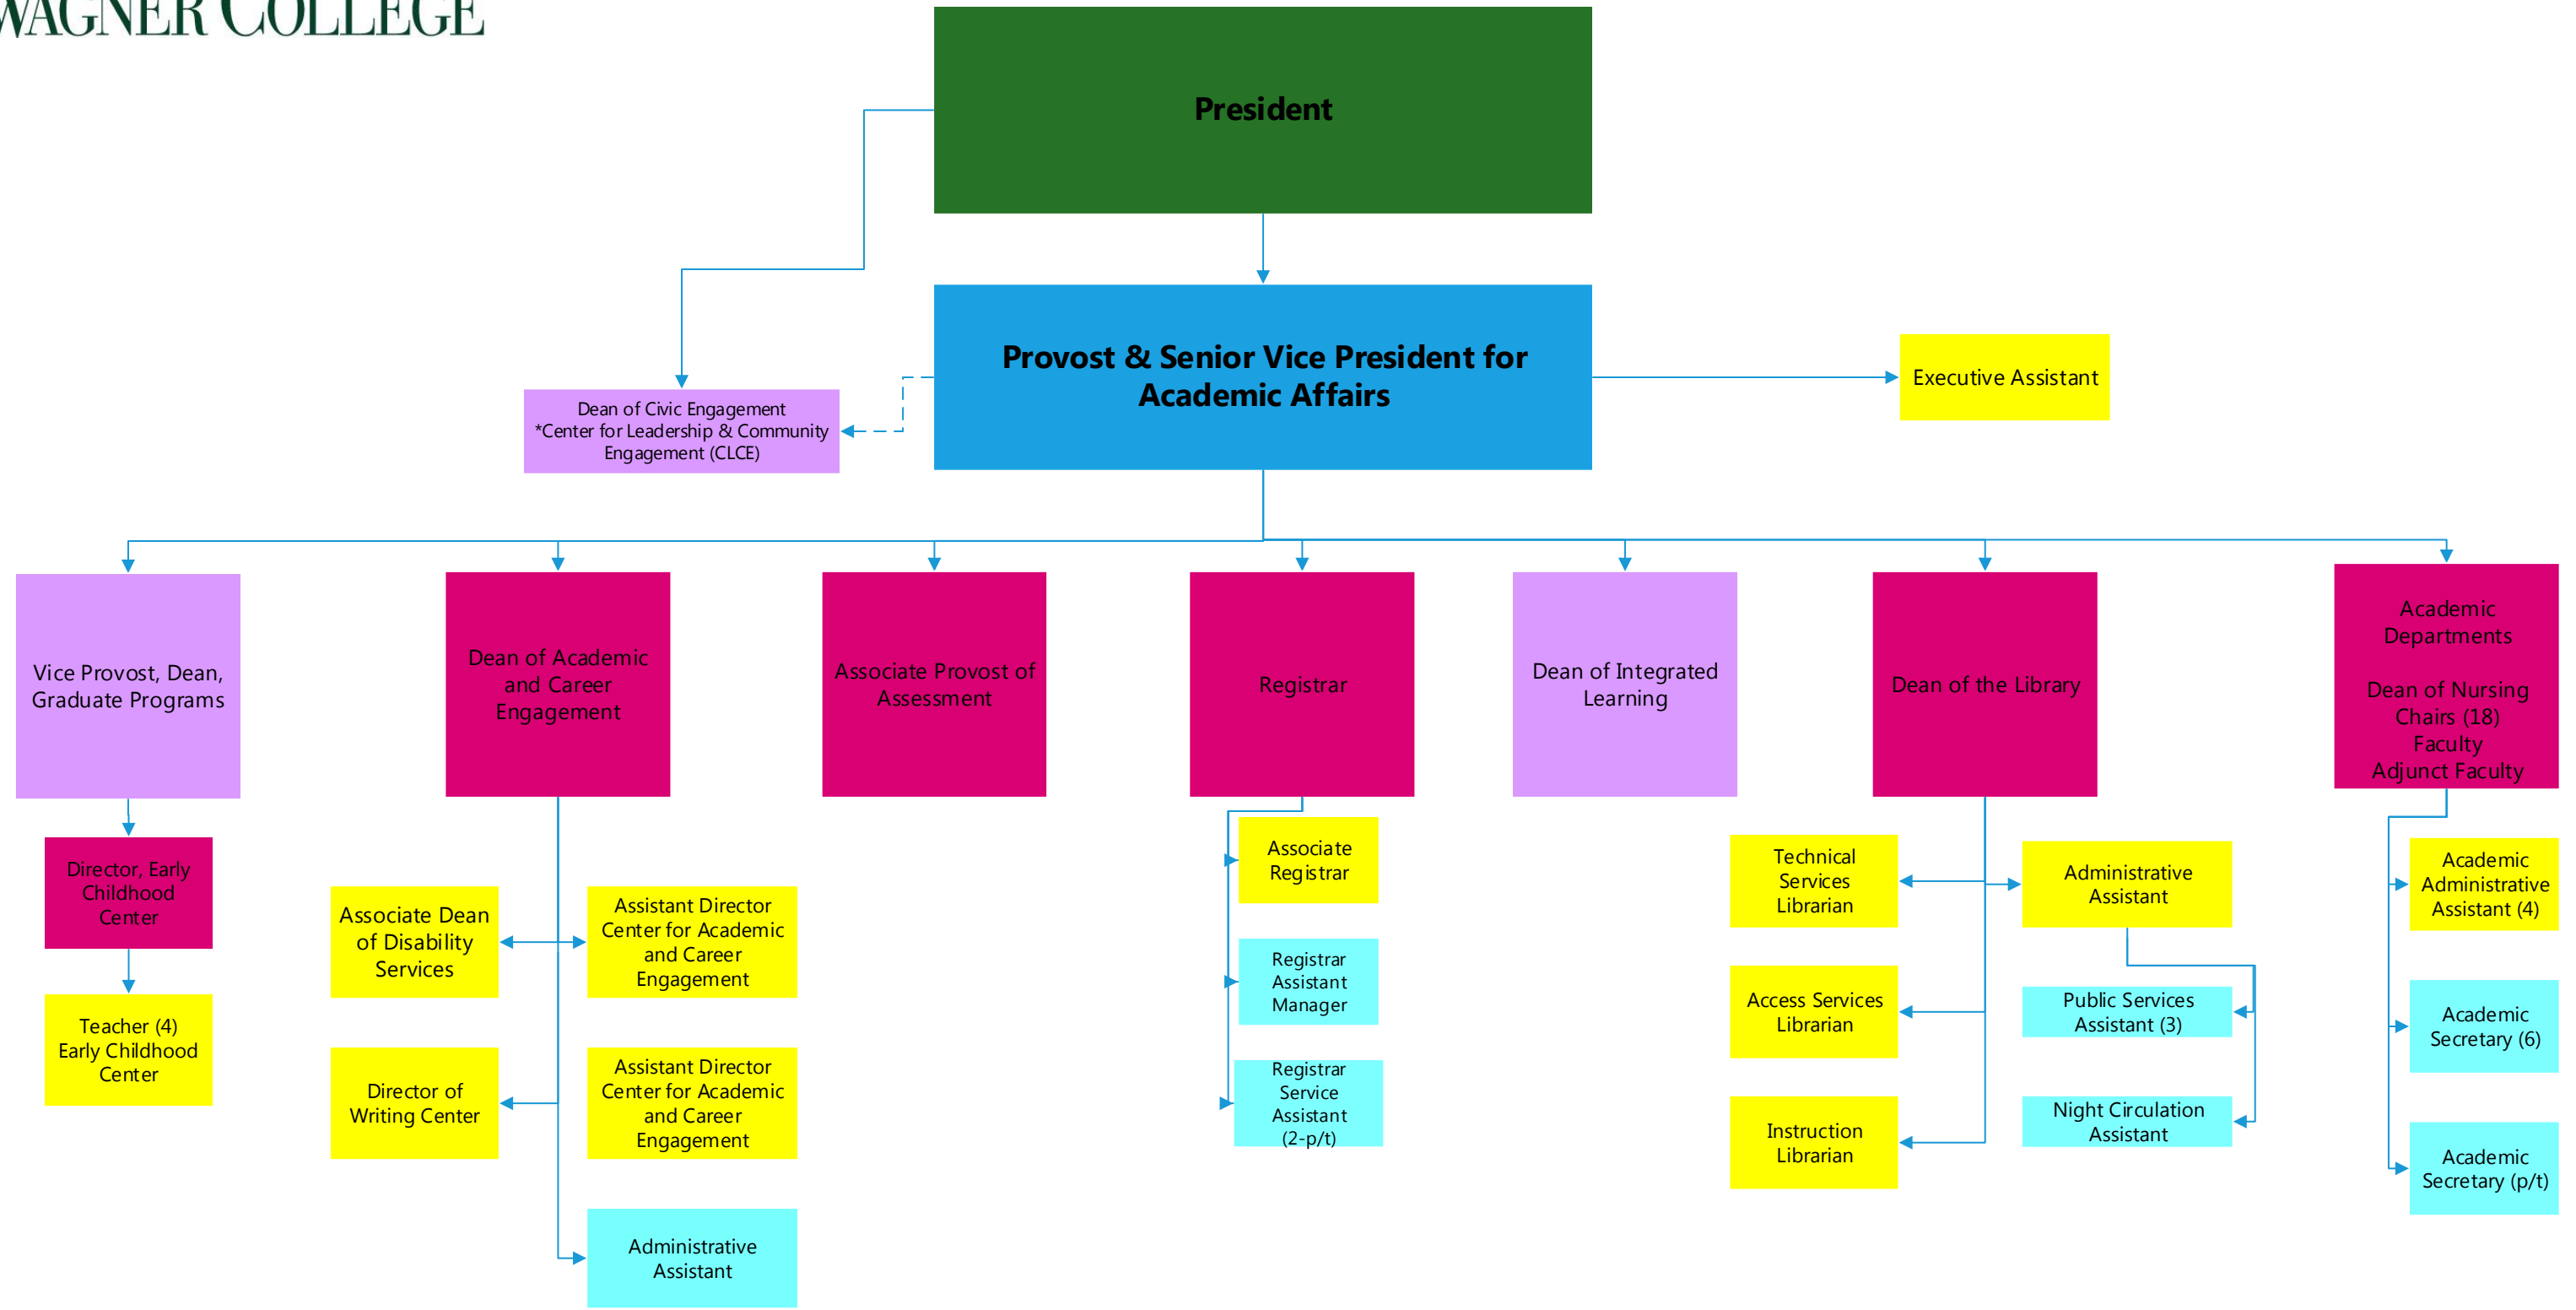 WAGNER COLLEGE
President
Provost & Senior Vice President for
Academic Affairs
Executive Assistant
Dean of Civic Engagement
*Center for Leadership & Community
Engagement (CLCE)
Vice Provost, Dean,
Graduate Programs
Dean of Academic
and Career
Engagement
Associate Provost of
Assessment
Registrar
Dean of Integrated
Learning
Dean of the Library
Academic
Departments
Dean of Nursing
Chairs (18)
Faculty
Adjunct Faculty
Director, Early
Childhood
Center
Teacher (4)
Early Childhood
Center
Associate Dean
of Disability
Services
Assistant Director
Center for Academic
and Career
Engagement
Director of
Writing Center
Assistant Director
Center for Academic
and Career
Engagement
Administrative
Assistant
Associate
Registrar
Registrar
Assistant
Manager
Registrar
Service
Assistant
(2-p/t)
Technical
Services
Librarian
Administrative
Assistant
Access Services
Librarian
Public Services
Assistant (3)
Instruction
Librarian
Night Circulation
Assistant
Academic
Administrative
Assistant (4)
Academic
Secretary (6)
Academic
Secretary (p/t)